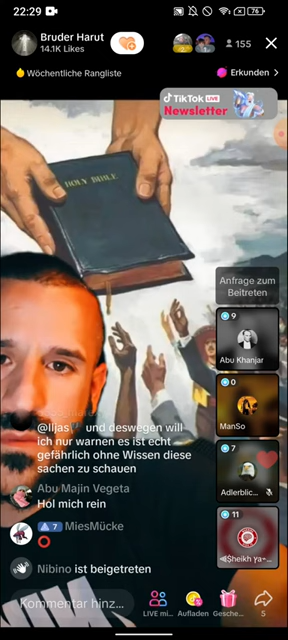 22:29
76
Bruder Harut
14.1K Likes
155
Wöchentliche Rangliste
Erkunden >
TikTok LIVE
Newsletter
HOLY BIBLE
Anfrage zum
Beitreten
9
Abu Khanjar
0
ManSo
7
Adlerblic...
11
Sheikh ya=...
@Iljas und deswegen will
ich nur warnen es ist echt
gefährlich ohne Wissen diese
sachen zu schauen
Abu Majin Vegeta
Hol mich rein
7 MiesMücke
Nibino ist beigetreten
Kommentar hinz...
LIVE mi...
Aufladen
Gesche...
5